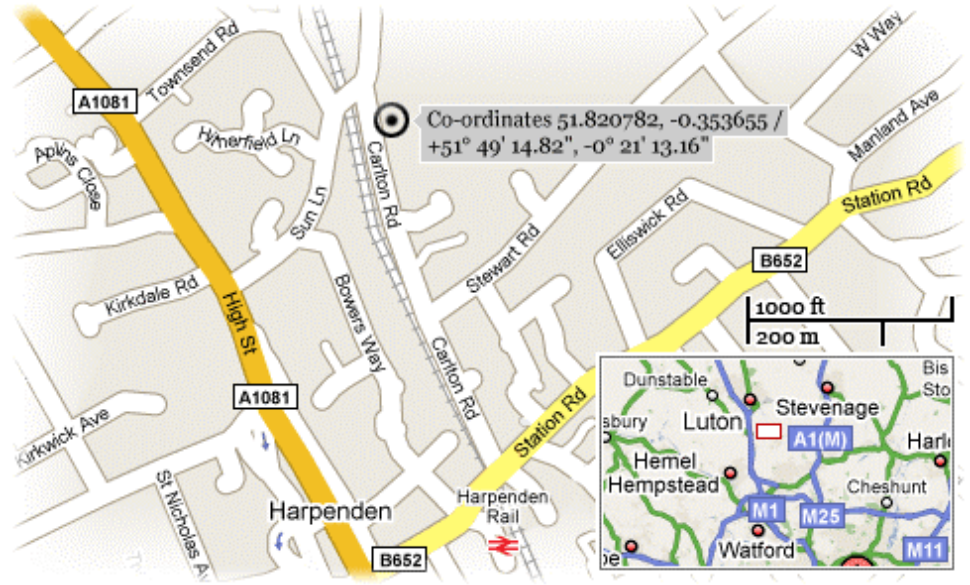 A1081
Townsend Rd
W Way
Manland Ave
Aplins Close
Carlton Rd
Co-ordinates 51.820782, -0.353655 /
+51° 49' 14.82", -0° 21' 13.16"
Sun Ln
Elliswick Rd
Station Rd
Stewart Rd
B652
Kirkdale Rd
Bowers Way
High St
1000 ft
200 m
Carlton Rd
A1081
Station Rd
Kirkwick Ave
St Nicholas Av
Harpenden
Harpenden
Rail
B652
Dunstable
Stevenage
Bis
Sto
Luton
sbury
A1(M)
Harl
Hemel
Hempstead
Cheshunt
M1
M25
Watford
M11